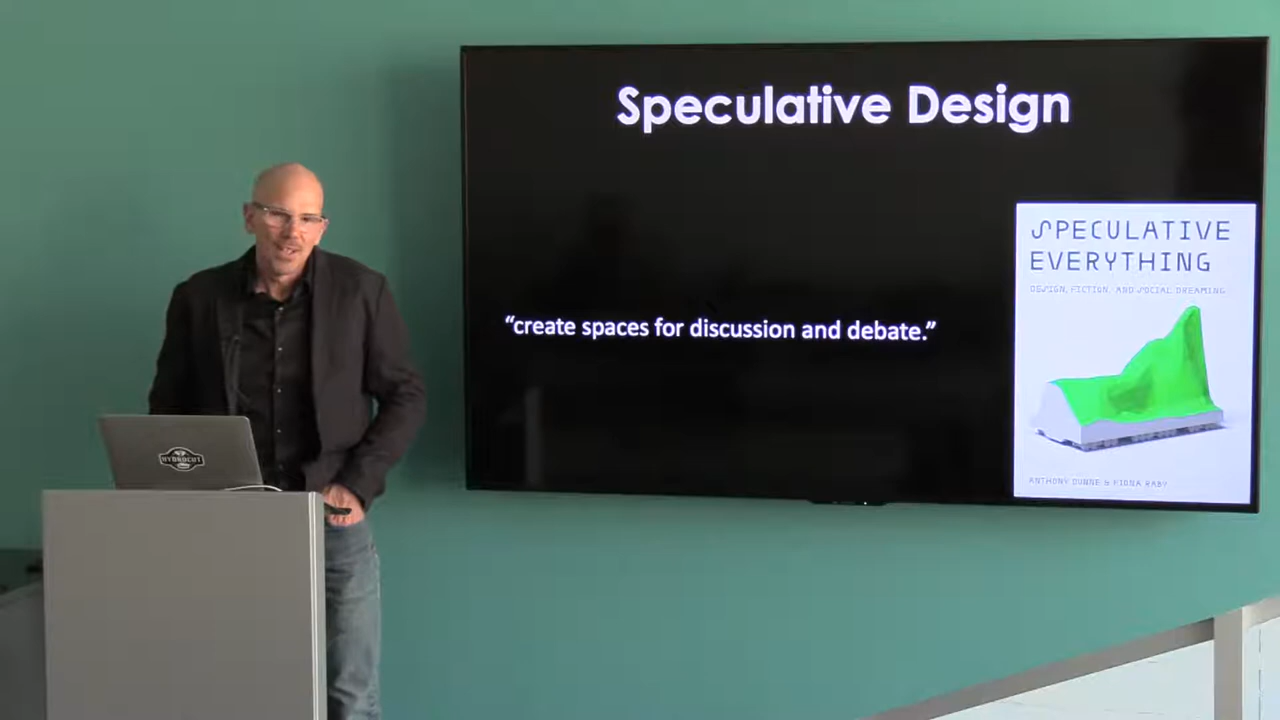 Speculative Design
SPECULATIVE
EVERYTHING
DESIGN, FICTION, AND SOCIAL DREAMING
“create spaces for discussion and debate.”
HYDROCUT
ANTHONY DUNNE & FIONA RABY